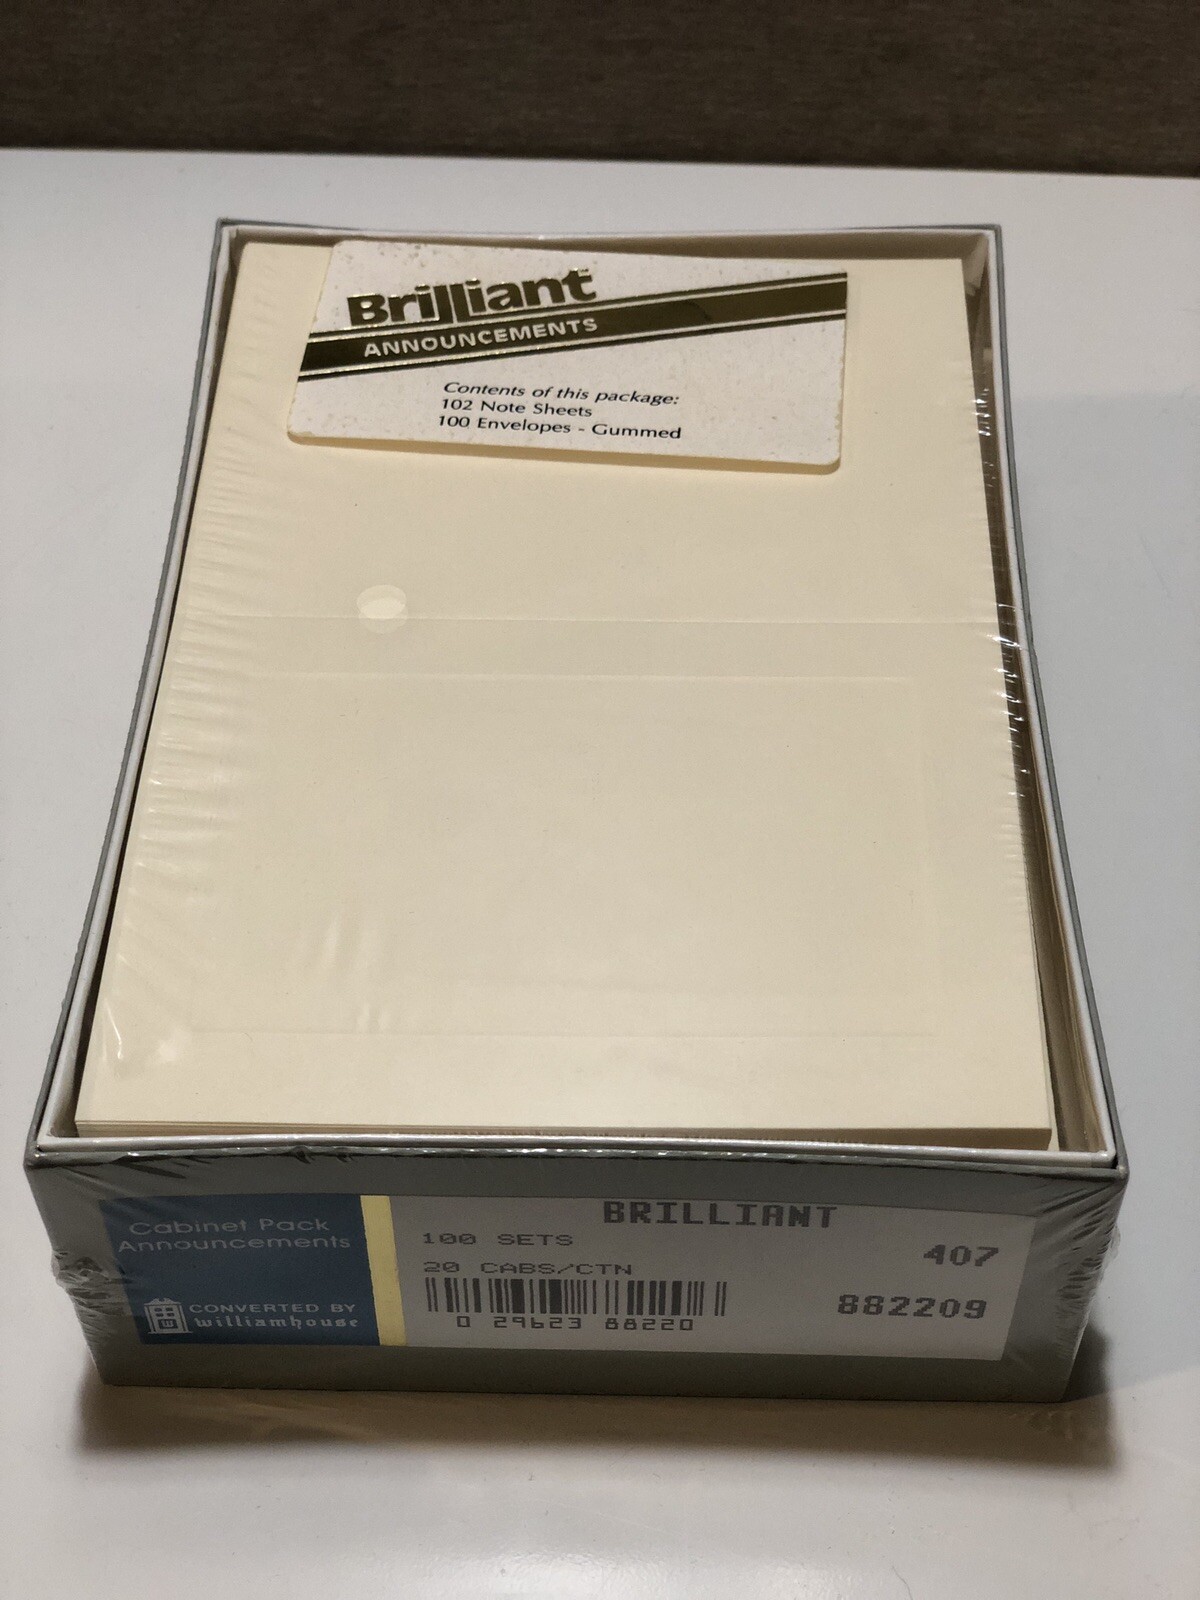 Brilliant
ANNOUNCEMENTS
Contents of this package:
102 Note Sheets
100 Envelopes - Gummed
Cabinet Pack
Announcements
CONVERTED BY
williamhouse
BRILLIANT
100 SETS
407
20 CABS/CTN
882209
0 29623 88220